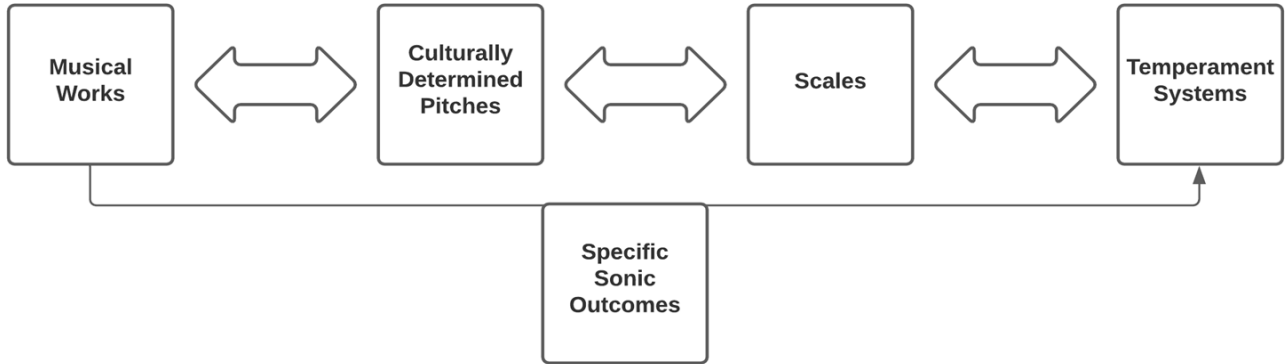 Musical
Works
Culturally
Determined
Pitches
Scales
Temperament
Systems
Specific
Sonic
Outcomes